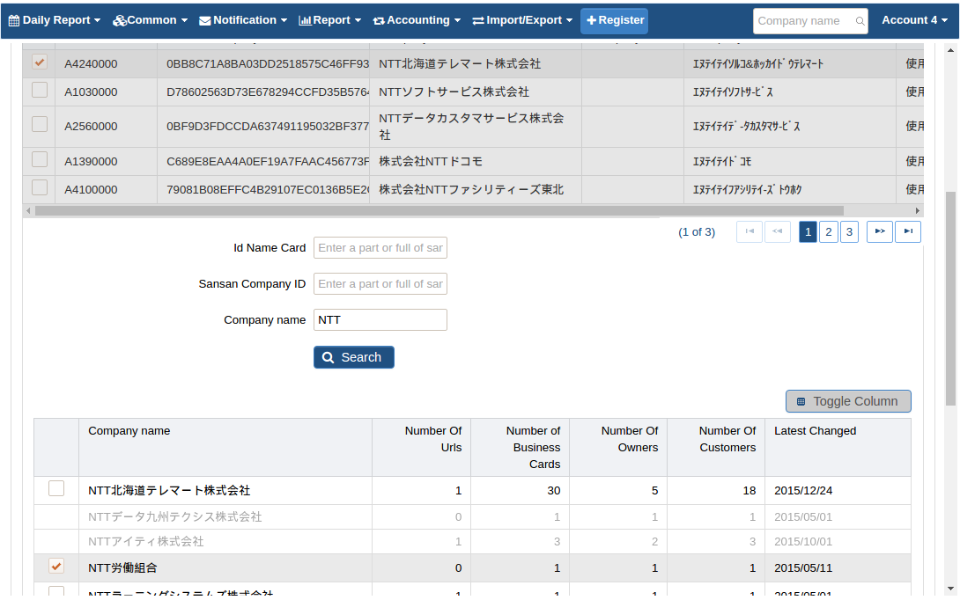 Daily Report Common Notification Report Accounting Import/Export Register Company name Account 4
A4240000 0BB8C71A8BA03DD2518575C46FF93 NTT北海道テレマート株式会社 ｴﾇﾃｲﾃｲｿﾙｺ&ﾎｯｶｲﾄﾞｳﾃﾚﾏｰﾄ 使用
A1030000 D78602563D73E678294CCFD35B576 NTTソフトサービス株式会社 ｴﾇﾃｲﾃｲｿﾌﾄｻｰﾋﾞｽ 使用
A2560000 0BF9D3FDCCDA637491195032BF377 NTTデータカスタマサービス株式会社 ｴﾇﾃｲﾃｲﾃﾞｰﾀｶｽﾀﾏｻｰﾋﾞｽ 使用
A1390000 C689E8EAA4A0EF19A7FAAC456773F 株式会社NTTドコモ ｴﾇﾃｲﾃｲﾄﾞｺﾓ 使用
A4100000 79081B08EFFC4B29107EC0136B5E2 株式会社NTTファシリティーズ東北 ｴﾇﾃｲﾃｲﾌｱｼﾘﾃｲｰｽﾞﾄｳﾎｸ 使用
(1 of 3) 1 2 3
Id Name Card Enter a part or full of sar
Sansan Company ID Enter a part or full of sar
Company name NTT
Search
Toggle Column
Company name Number Of Urls Number of Business Cards Number Of Owners Number Of Customers Latest Changed
NTT北海道テレマート株式会社 1 30 5 18 2015/12/24
NTTデータ九州テクシス株式会社 0 1 1 1 2015/05/01
NTTアイティ株式会社 1 3 2 3 2015/10/01
NTT労働組合 0 1 1 1 2015/05/11
NTTラーニングシステムズ株式会社 1 1 1 1 2015/05/01